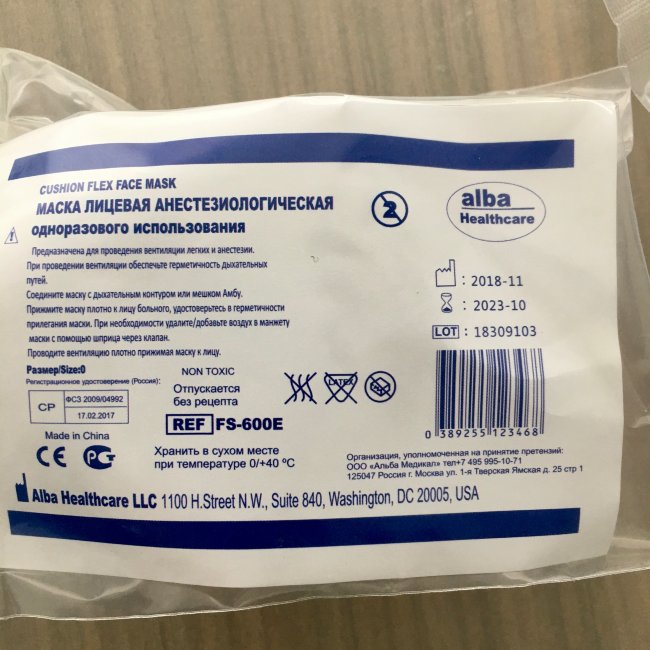 CUSHION FLEX FACE MASK
МАСКА ЛИЦЕВАЯ АНЕСТЕЗИОЛОГИЧЕСКАЯ
одноразового использования
2
alba
Healthcare
Предназначена для проведения вентиляции легких и анестезии.
При проведении вентиляции обеспечьте герметичность дыхательных
путей.
Соедините маску с дыхательным контуром или мешком Амбу.
Прижмите маску плотно к лицу больного, удостоверьтесь в герметичности
прилегания маски. При необходимости удалите/добавьте воздух в манжету
маски с помощью шприца через клапан.
Проводите вентиляцию плотно прижимая маску к лицу.
: 2018-11
: 2023-10
LOT : 18309103
Размер/Size:0
Регистрационное удостоверение (Россия):
СР
ФСЗ 2009/04992
17.02.2017
Made in China
CE РСТ
NON TOXIC
Отпускается
без рецепта
REF FS-600E
LATEX
Хранить в сухом месте
при температуре 0/+40 ºC
0 389255 123468
Организация, уполномоченная на принятие претензий:
ООО «Альба Медикал» тел+7 495 995-10-71
125047 Россия г. Москва ул. 1-я Тверская Ямская д. 25 стр 1
Alba Healthcare LLC 1100 H.Street N.W., Suite 840, Washington, DC 20005, USA